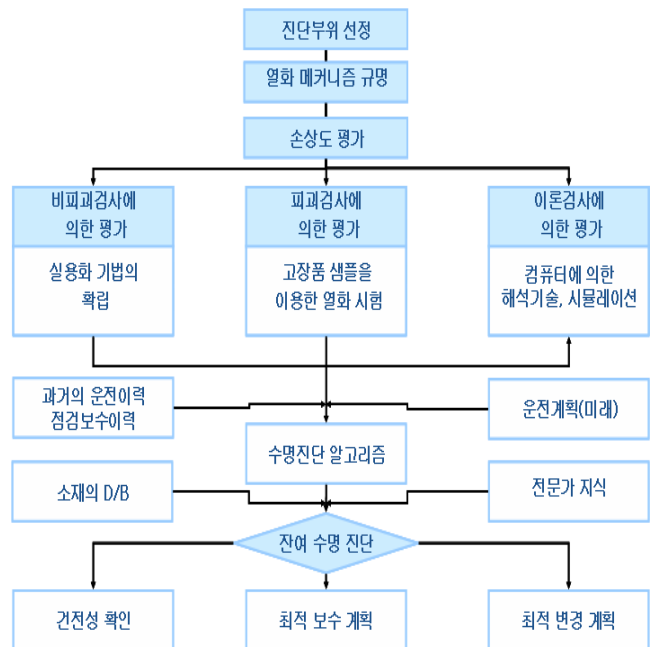 진단부위 선정
열화 메커니즘 규명
손상도 평가
비파괴검사에
의한 평가
실용화 기법의
확립
피괴검사에
의한 평가
고장품 샘플을
이용한 열화 시험
이론검사에
의한 평가
컴퓨터에 의한
해석기술, 시뮬레이션
과거의 운전이력
점검보수이력
운전계획(미래)
수명진단 알고리즘
소재의 D/B
전문가 지식
잔여 수명 진단
건전성 확인
최적 보수 계획
최적 변경 계획